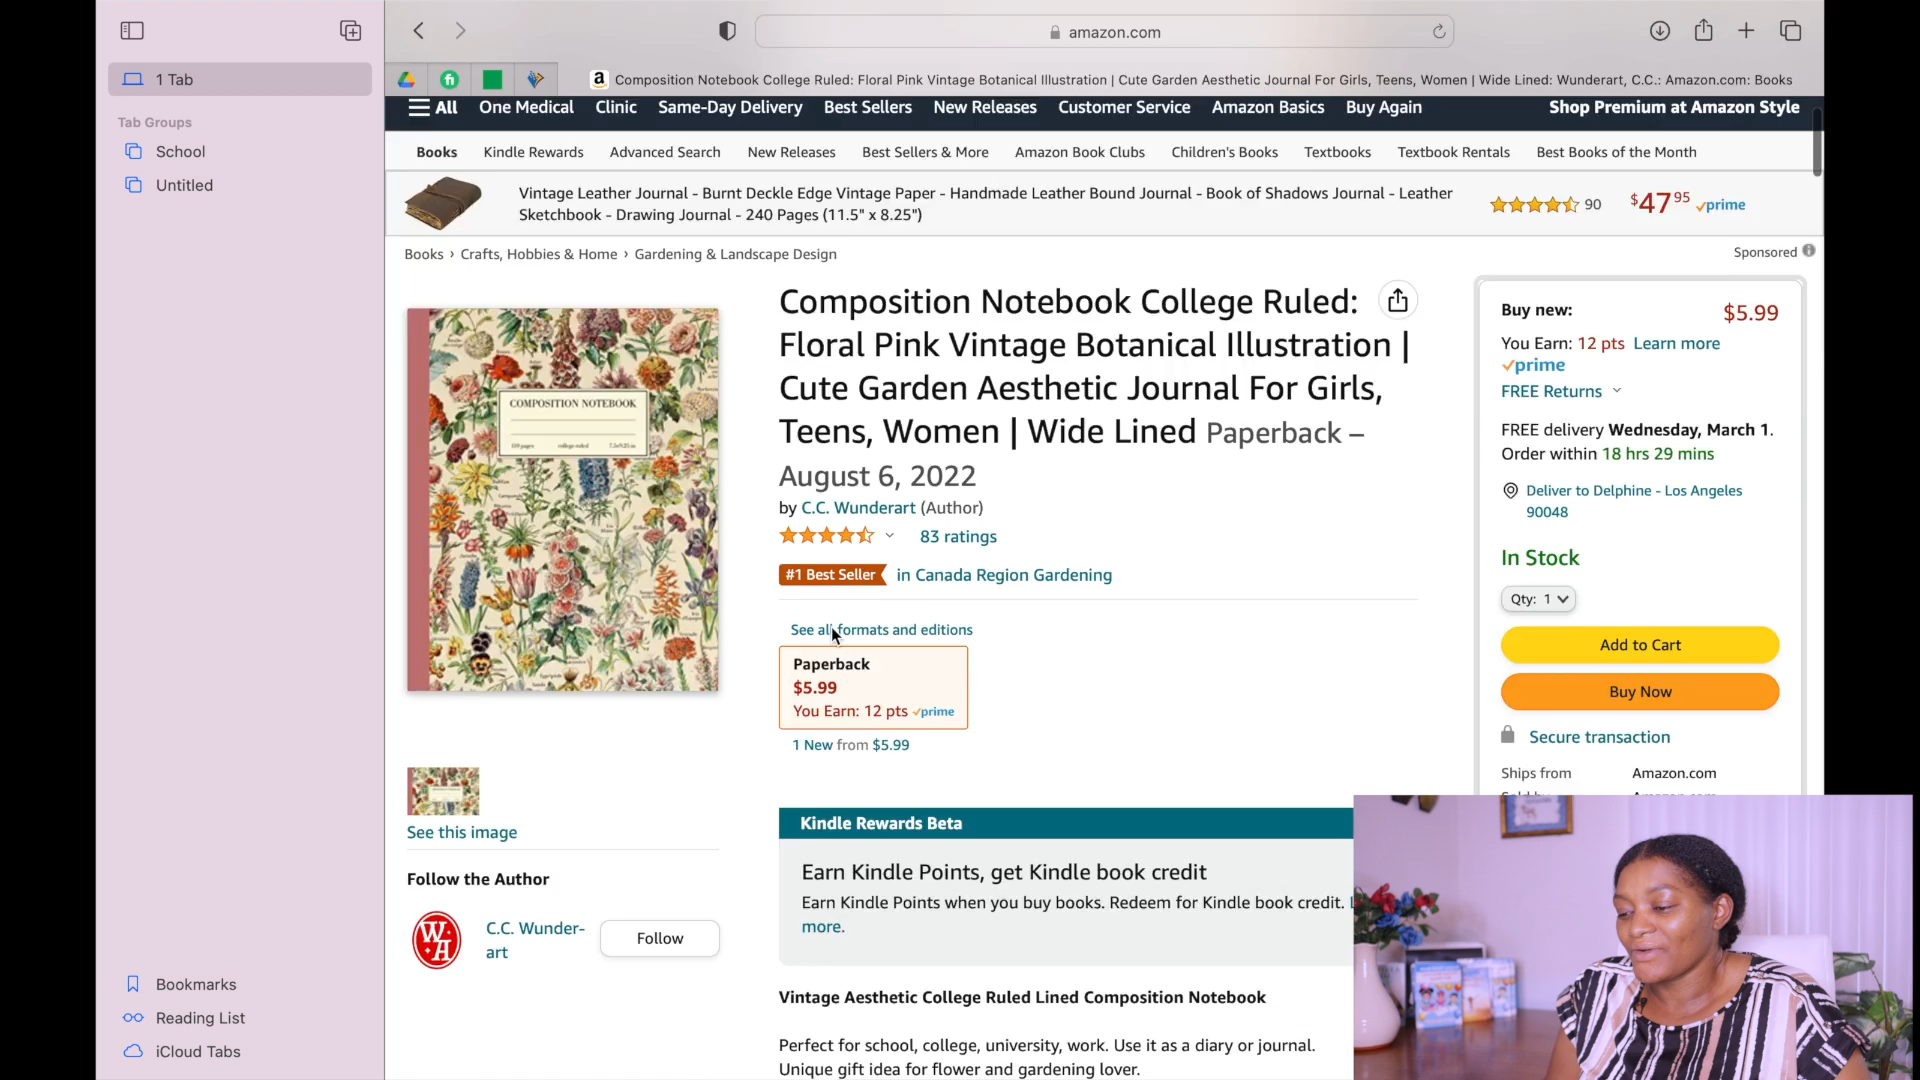 amazon.com
1 Tab
Composition Notebook College Ruled: Floral Pink Vintage Botanical Illustration | Cute Garden Aesthetic Journal For Girls, Teens, Women | Wide Lined: Wunderart, C.C.: Amazon.com: Books
Tab Groups
School
Untitled
Bookmarks
Reading List
iCloud Tabs
All One Medical Clinic Same-Day Delivery Best Sellers New Releases Customer Service Amazon Basics Buy Again Shop Premium at Amazon Style
Books Kindle Rewards Advanced Search New Releases Best Sellers & More Amazon Book Clubs Children's Books Textbooks Textbook Rentals Best Books of the Month
Vintage Leather Journal - Burnt Deckle Edge Vintage Paper - Handmade Leather Bound Journal - Book of Shadows Journal - Leather
Sketchbook - Drawing Journal - 240 Pages (11.5" x 8.25")
90 $47 95 prime
Books › Crafts, Hobbies & Home › Gardening & Landscape Design
Sponsored
COMPOSITION NOTEBOOK
college ruled
See this image
Follow the Author
WA
C.C. Wunder-
art
Follow
Composition Notebook College Ruled:
Floral Pink Vintage Botanical Illustration |
Cute Garden Aesthetic Journal For Girls,
Teens, Women | Wide Lined Paperback –
August 6, 2022
by C.C. Wunderart (Author)
83 ratings
#1 Best Seller in Canada Region Gardening
See all formats and editions
Paperback
$5.99
You Earn: 12 pts prime
1 New from $5.99
Kindle Rewards Beta
Earn Kindle Points, get Kindle book credit
Earn Kindle Points when you buy books. Redeem for Kindle book credit.
more.
Vintage Aesthetic College Ruled Lined Composition Notebook
Perfect for school, college, university, work. Use it as a diary or journal.
Unique gift idea for flower and gardening lover.
Buy new: $5.99
You Earn: 12 pts Learn more
prime
FREE Returns
FREE delivery Wednesday, March 1.
Order within 18 hrs 29 mins
Deliver to Delphine - Los Angeles
90048
In Stock
Qty: 1
Add to Cart
Buy Now
Secure transaction
Ships from Amazon.com